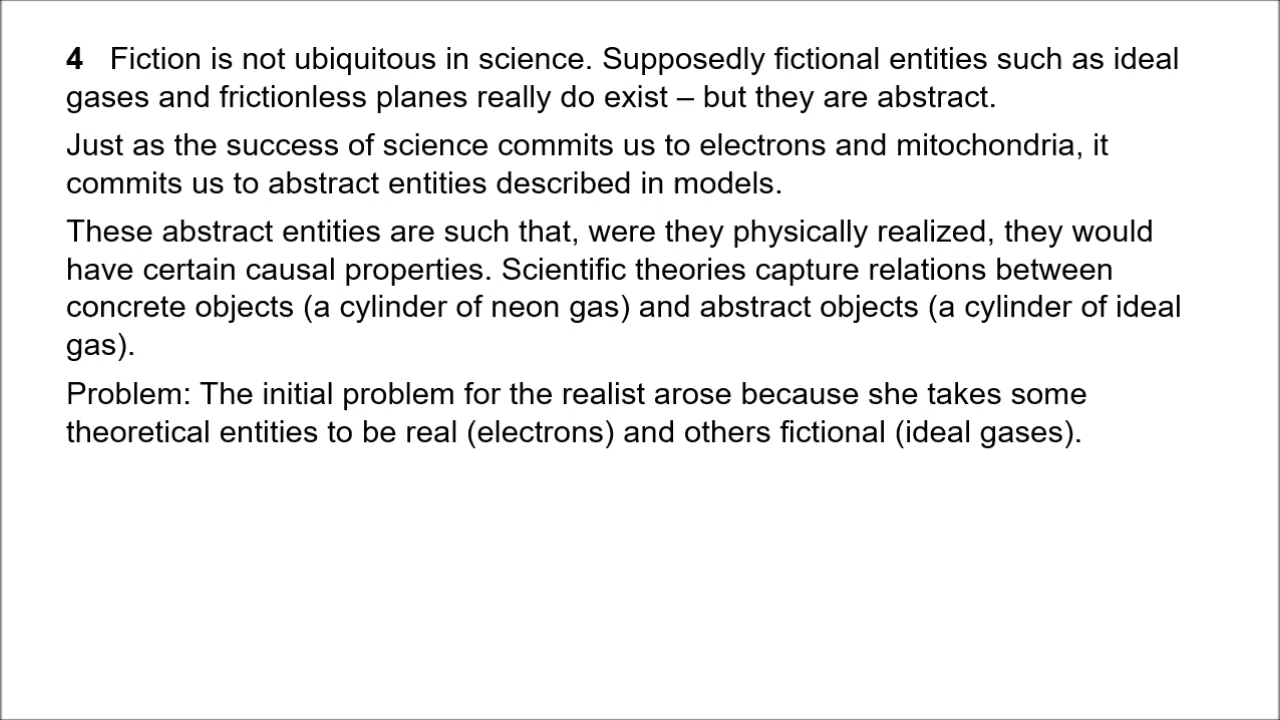 4 Fiction is not ubiquitous in science. Supposedly fictional entities such as ideal
gases and frictionless planes really do exist – but they are abstract.
Just as the success of science commits us to electrons and mitochondria, it
commits us to abstract entities described in models.
These abstract entities are such that, were they physically realized, they would
have certain causal properties. Scientific theories capture relations between
concrete objects (a cylinder of neon gas) and abstract objects (a cylinder of ideal
gas).
Problem: The initial problem for the realist arose because she takes some
theoretical entities to be real (electrons) and others fictional (ideal gases).